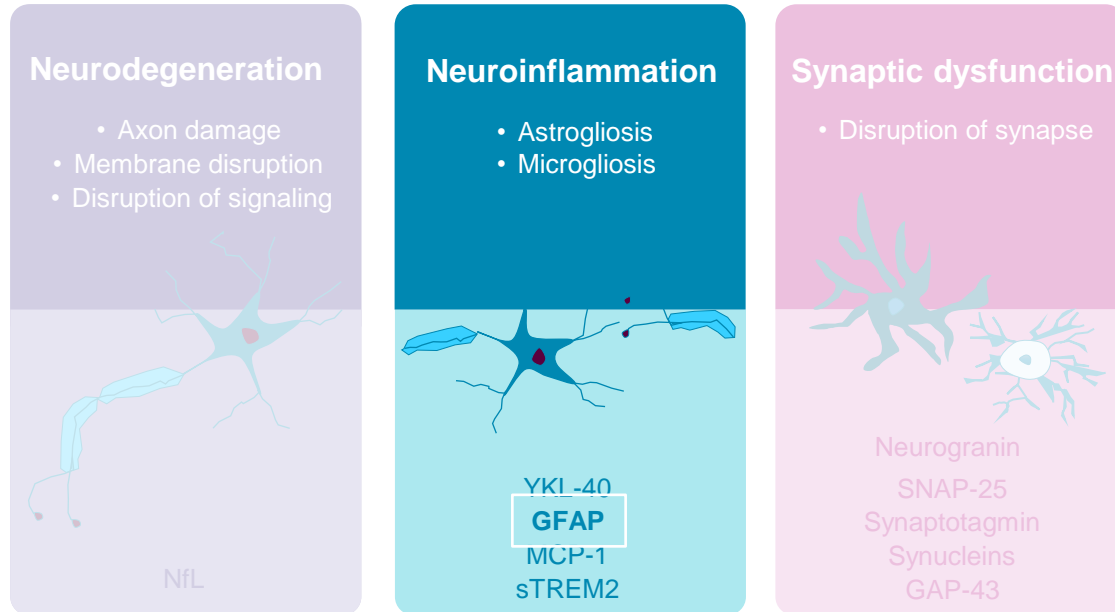 Neurodegeneration
• Axon damage
• Membrane disruption
• Disruption of signaling
NfL
Neuroinflammation
• Astrogliosis
• Microgliosis
YKL-40
GFAP
MCP-1
sTREM2
Synaptic dysfunction
• Disruption of synapse
Neurogranin
SNAP-25
Synaptotagmin
Synucleins
GAP-43